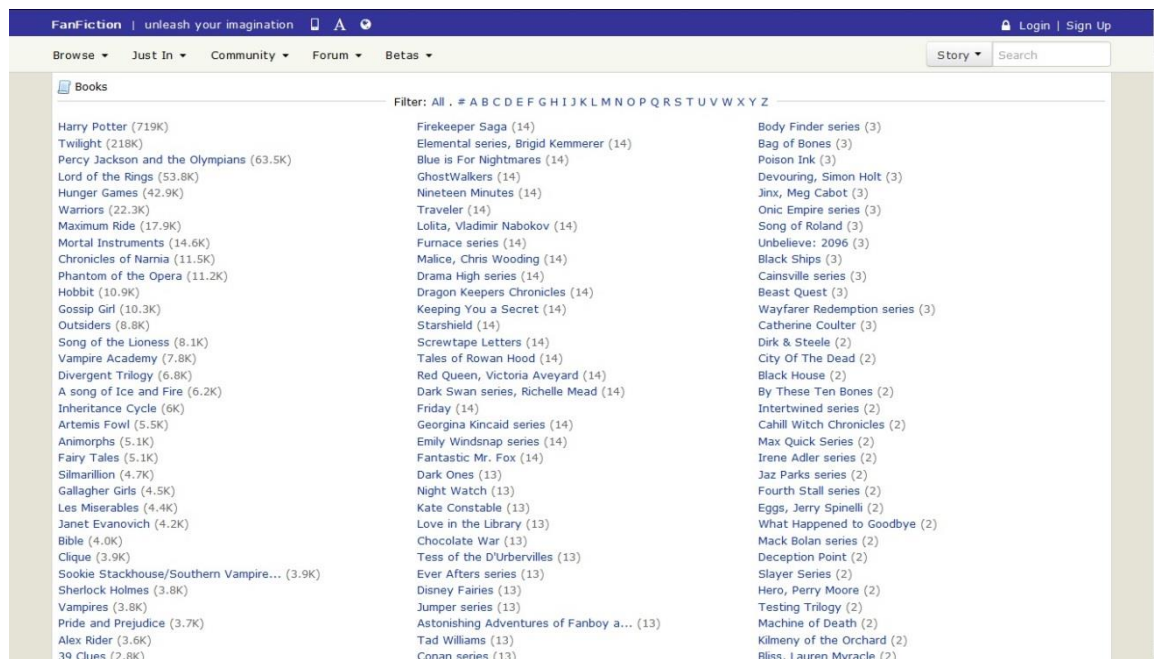 FanFiction | unleash your imagination A
Login | Sign Up
Browse Just In Community Forum Betas
Story Search
Books
Filter: All . # A B C D E F G H I J K L M N O P Q R S T U V W X Y Z
Harry Potter (719K)
Twilight (218K)
Percy Jackson and the Olympians (63.5K)
Lord of the Rings (53.8K)
Hunger Games (42.9K)
Warriors (22.3K)
Maximum Ride (17.9K)
Mortal Instruments (14.6K)
Chronicles of Narnia (11.5K)
Phantom of the Opera (11.2K)
Hobbit (10.9K)
Gossip Girl (10.3K)
Outsiders (8.8K)
Song of the Lioness (8.1K)
Vampire Academy (7.8K)
Divergent Trilogy (6.8K)
A song of Ice and Fire (6.2K)
Inheritance Cycle (6K)
Artemis Fowl (5.5K)
Animorphs (5.1K)
Fairy Tales (5.1K)
Silmarillion (4.7K)
Gallagher Girls (4.5K)
Les Miserables (4.4K)
Janet Evanovich (4.2K)
Bible (4.0K)
Clique (3.9K)
Sookie Stackhouse/Southern Vampire... (3.9K)
Sherlock Holmes (3.8K)
Vampires (3.8K)
Pride and Prejudice (3.7K)
Alex Rider (3.6K)
39 Clues (2.8K)
Firekeeper Saga (14)
Elemental series, Brigid Kemmerer (14)
Blue is For Nightmares (14)
GhostWalkers (14)
Nineteen Minutes (14)
Traveler (14)
Lolita, Vladimir Nabokov (14)
Furnace series (14)
Malice, Chris Wooding (14)
Drama High series (14)
Dragon Keepers Chronicles (14)
Keeping You a Secret (14)
Starshield (14)
Screwtape Letters (14)
Tales of Rowan Hood (14)
Red Queen, Victoria Aveyard (14)
Dark Swan series, Richelle Mead (14)
Friday (14)
Georgina Kincaid series (14)
Emily Windsnap series (14)
Fantastic Mr. Fox (14)
Dark Ones (13)
Night Watch (13)
Kate Constable (13)
Love in the Library (13)
Chocolate War (13)
Tess of the D'Urbervilles (13)
Ever Afters series (13)
Disney Fairies (13)
Jumper series (13)
Astonishing Adventures of Fanboy a... (13)
Tad Williams (13)
Conan series (13)
Body Finder series (3)
Bag of Bones (3)
Poison Ink (3)
Devouring, Simon Holt (3)
Jinx, Meg Cabot (3)
Onic Empire series (3)
Song of Roland (3)
Unbelieve: 2096 (3)
Black Ships (3)
Cainsville series (3)
Beast Quest (3)
Wayfarer Redemption series (3)
Catherine Coulter (3)
Dirk & Steele (2)
City Of The Dead (2)
Black House (2)
By These Ten Bones (2)
Intertwined series (2)
Cahill Witch Chronicles (2)
Max Quick Series (2)
Irene Adler series (2)
Jaz Parks series (2)
Fourth Stall series (2)
Eggs, Jerry Spinelli (2)
What Happened to Goodbye (2)
Mack Bolan series (2)
Deception Point (2)
Slayer Series (2)
Hero, Perry Moore (2)
Testing Trilogy (2)
Machine of Death (2)
Kilmeny of the Orchard (2)
Bliss, Lauren Myracle (2)